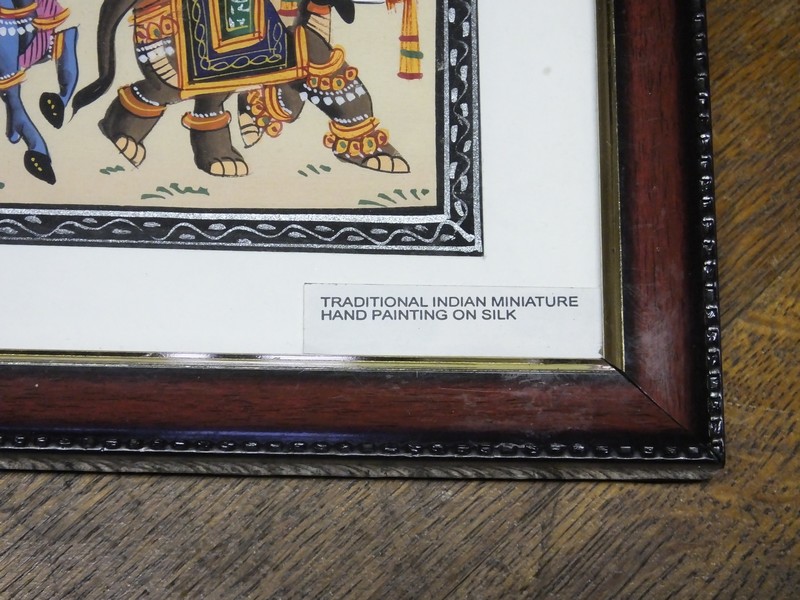 TRADITIONAL INDIAN MINIATURE
HAND PAINTING ON SILK